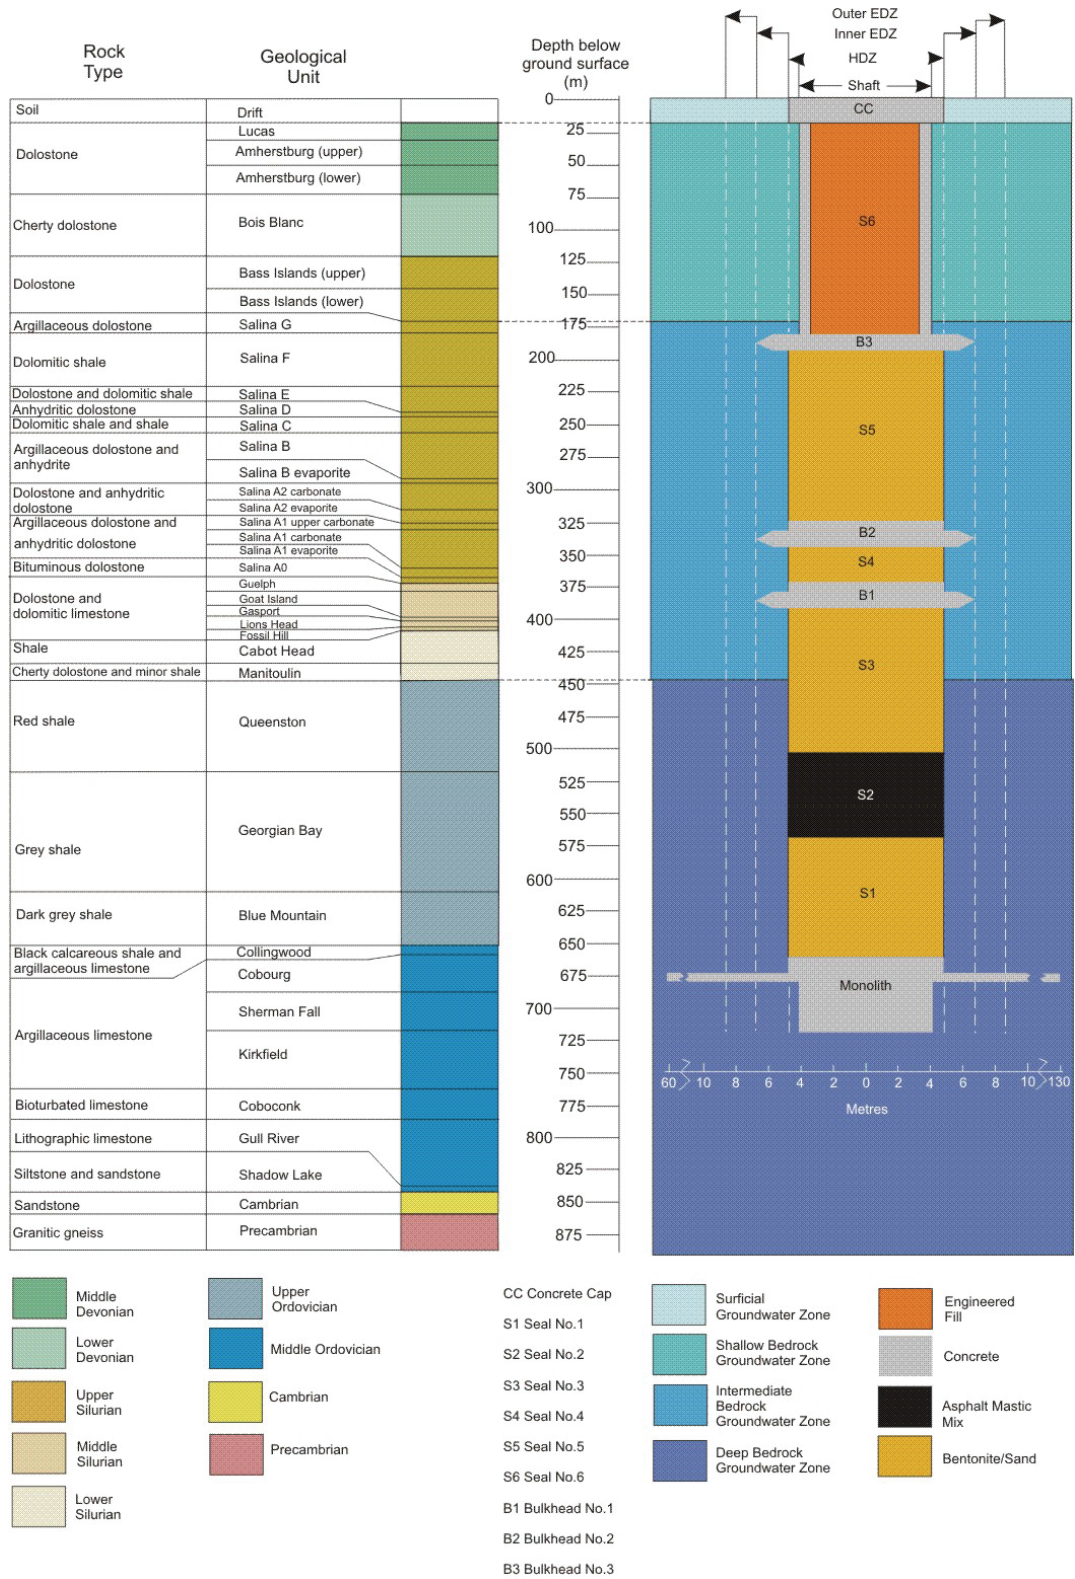 Rock
Type
Geological
Unit
Depth below
ground surface
(m)
Outer EDZ
Inner EDZ
HDZ
Shaft
Soil
Drift
Dolostone
Lucas
Amherstburg (upper)
Amherstburg (lower)
Cherty dolostone
Bois Blanc
Dolostone
Bass Islands (upper)
Bass Islands (lower)
Argillaceous dolostone
Salina G
Dolomitic shale
Salina F
Dolostone and dolomitic shale
Salina E
Anhydritic dolostone
Salina D
Dolomitic shale and shale
Salina C
Argillaceous dolostone and
anhydrite
Salina B
Salina B evaporite
Dolostone and anhydritic
dolostone
Salina A2 carbonate
Salina A2 evaporite
Argillaceous dolostone and
anhydritic dolostone
Salina A1 upper carbonate
Salina A1 carbonate
Salina A1 evaporite
Bituminous dolostone
Salina A0
Dolostone and
dolomitic limestone
Guelph
Goat Island
Gasport
Lions Head
Fossil Hill
Shale
Cabot Head
Cherty dolostone and minor shale
Manitoulin
Red shale
Queenston
Grey shale
Georgian Bay
Dark grey shale
Blue Mountain
Black calcareous shale and
argillaceous limestone
Collingwood
Cobourg
Argillaceous limestone
Sherman Fall
Kirkfield
Bioturbated limestone
Coboconk
Lithographic limestone
Gull River
Siltstone and sandstone
Shadow Lake
Sandstone
Cambrian
Granitic gneiss
Precambrian
0
25
50
75
100
125
150
175
200
225
250
275
300
325
350
375
400
425
450
475
500
525
550
575
600
625
650
675
700
725
750
775
800
825
850
875
CC
S6
B3
S5
B2
S4
B1
S3
S2
S1
Monolith
60 10 8 6 4 2 0 2 4 6 10 130
Metres
Middle
Devonian
Lower
Devonian
Upper
Silurian
Middle
Silurian
Lower
Silurian
Upper
Ordovician
Middle Ordovician
Cambrian
Precambrian
CC Concrete Cap
S1 Seal No.1
S2 Seal No.2
S3 Seal No.3
S4 Seal No.4
S5 Seal No.5
S6 Seal No.6
B1 Bulkhead No.1
B2 Bulkhead No.2
B3 Bulkhead No.3
Surficial
Groundwater Zone
Shallow Bedrock
Groundwater Zone
Intermediate
Bedrock
Groundwater Zone
Deep Bedrock
Groundwater Zone
Engineered
Fill
Concrete
Asphalt Mastic
Mix
Bentonite/Sand